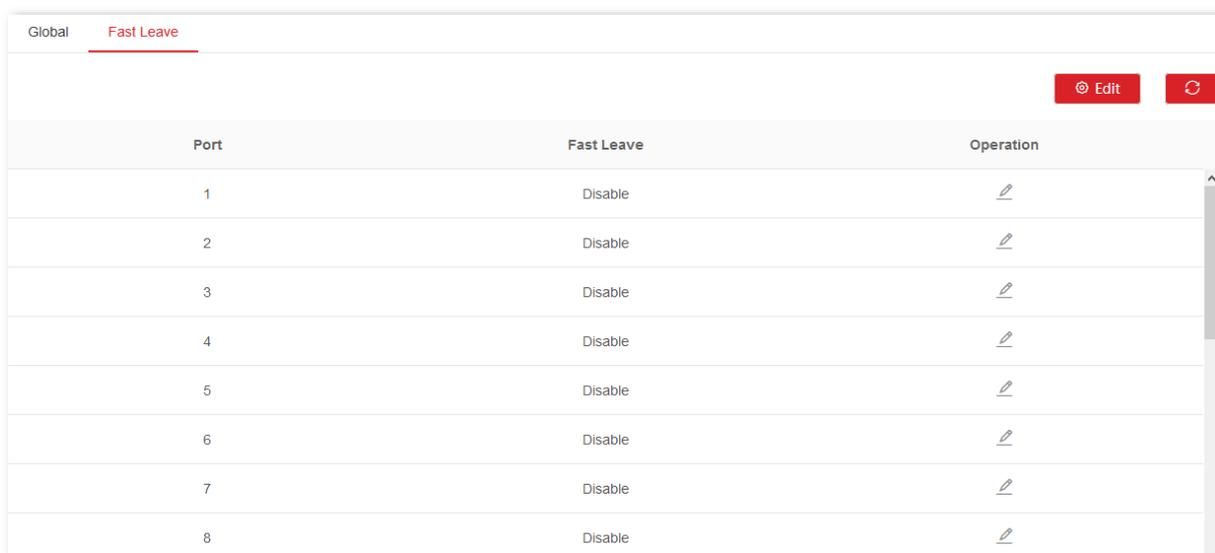 Global Fast Leave
Edit
Port Fast Leave Operation
1 Disable
2 Disable
3 Disable
4 Disable
5 Disable
6 Disable
7 Disable
8 Disable